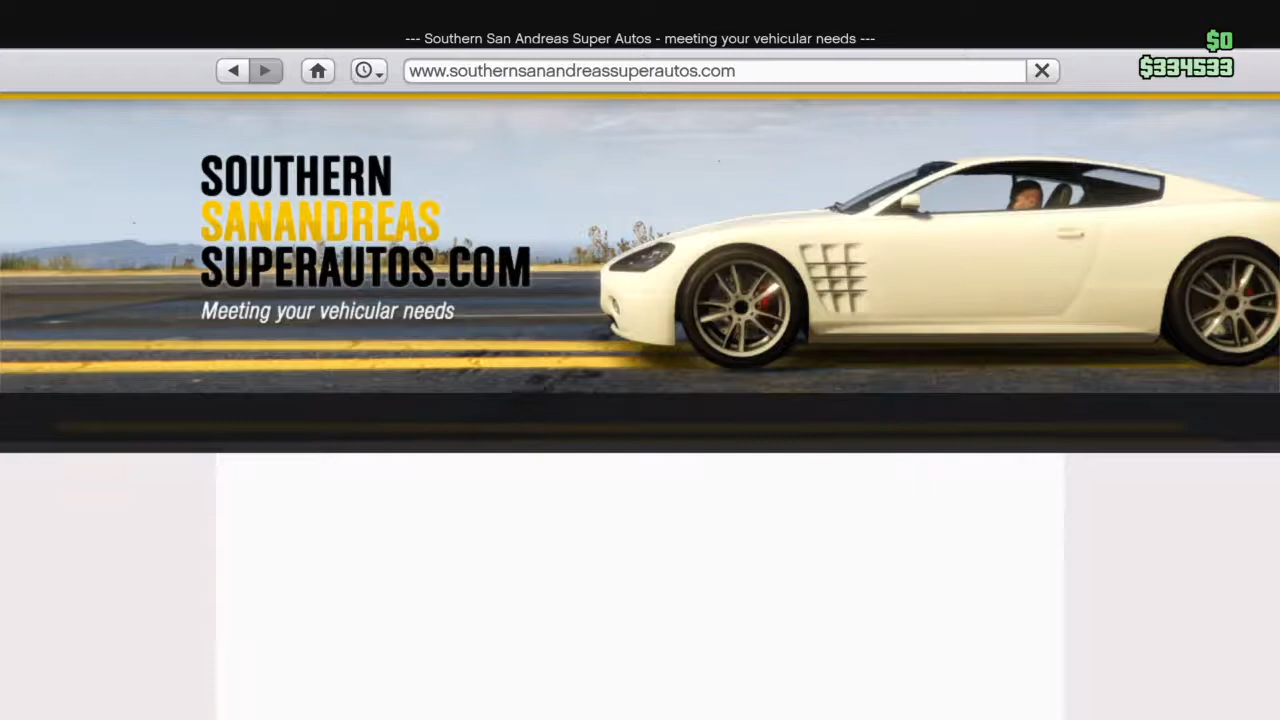 --- Southern San Andreas Super Autos - meeting your vehicular needs ---
$0
$334533
www.southernsanandreassuperautos.com
SOUTHERN
SANANDREAS
SUPERAUTOS.COM
Meeting your vehicular needs